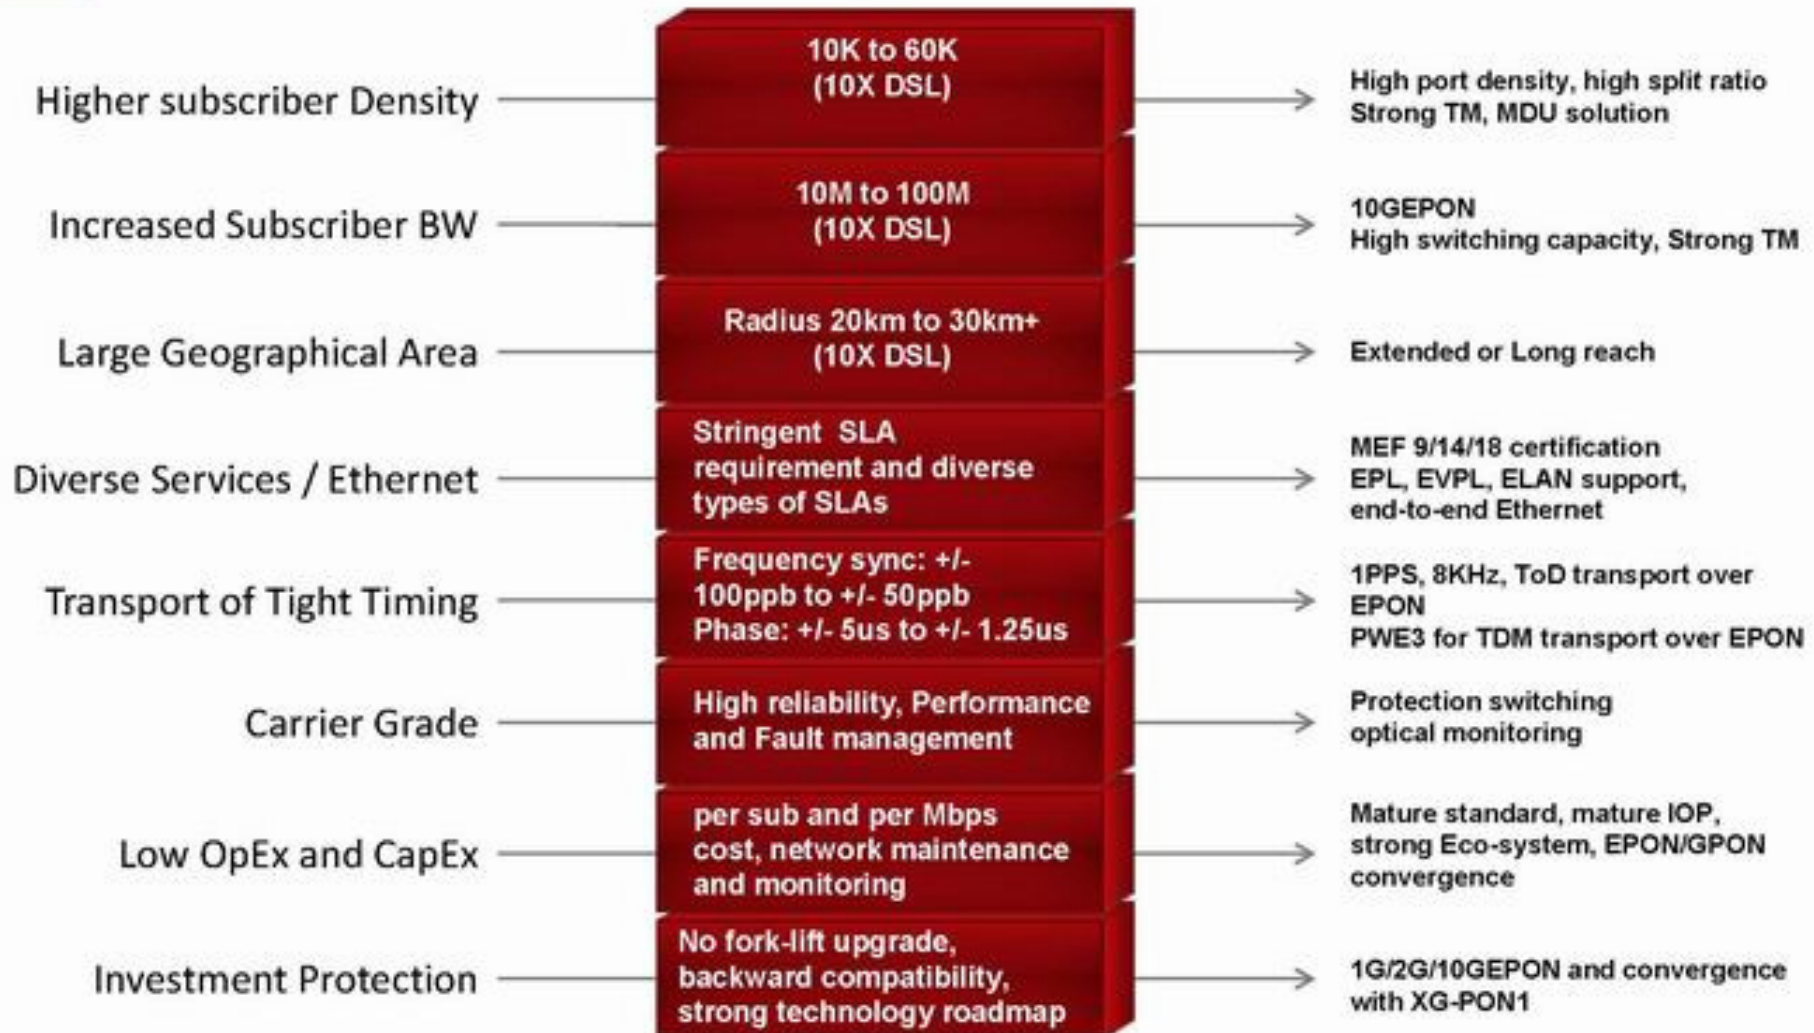 Higher subscriber Density
10K to 60K
(10X DSL)
High port density, high split ratio
Strong TM, MDU solution
Increased Subscriber BW
10M to 100M
(10X DSL)
10GEPON
High switching capacity, Strong TM
Large Geographical Area
Radius 20km to 30km+
(10X DSL)
Extended or Long reach
Diverse Services / Ethernet
Stringent SLA
requirement and diverse
types of SLAs
MEF 9/14/18 certification
EPL, EVPL, ELAN support,
end-to-end Ethernet
Transport of Tight Timing
Frequency sync: +/-
100ppb to +/- 50ppb
Phase: +/- 5us to +/- 1.25us
1PPS, 8KHz, ToD transport over
EPON
PWE3 for TDM transport over EPON
Carrier Grade
High reliability, Performance
and Fault management
Protection switching
optical monitoring
Low OpEx and CapEx
per sub and per Mbps
cost, network maintenance
and monitoring
Mature standard, mature IOP,
strong Eco-system, EPON/GPON
convergence
Investment Protection
No fork-lift upgrade,
backward compatibility,
strong technology roadmap
1G/2G/10GEPON and convergence
with XG-PON1